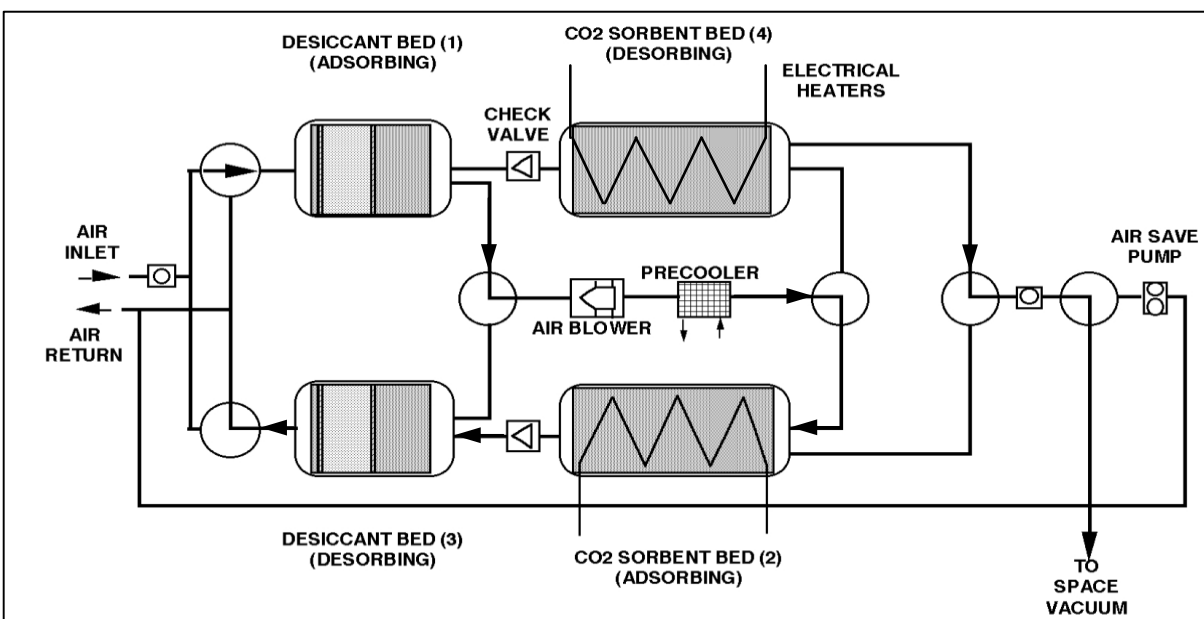 DESICCANT BED (1)
(ADSORBING)
CO2 SORBENT BED (4)
(DESORBING)
ELECTRICAL
HEATERS
CHECK
VALVE
AIR
INLET
AIR
RETURN
AIR BLOWER
PRECOOLER
AIR SAVE
PUMP
DESICCANT BED (3)
(DESORBING)
CO2 SORBENT BED (2)
(ADSORBING)
TO
SPACE
VACUUM